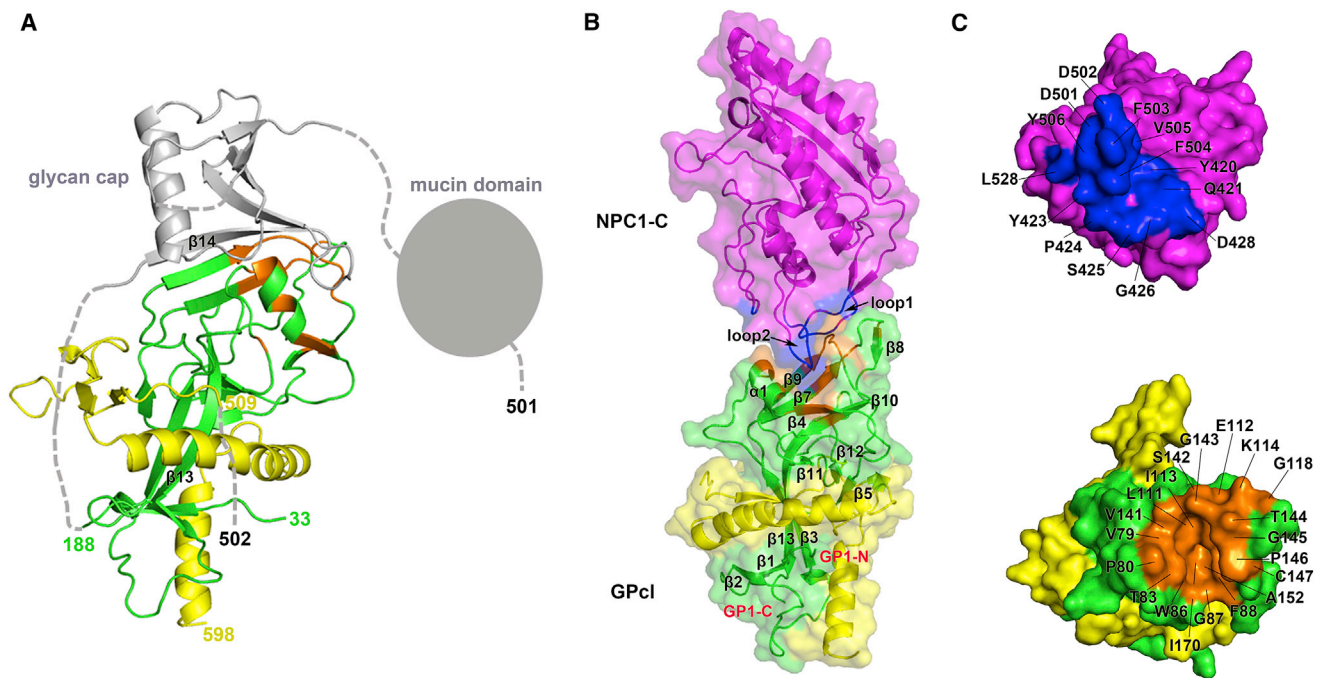 A
glycan cap
mucin domain
β14
501
509
β13
33
188
502
598
B
NPC1-C
loop1
loop2
β8
β9
α1
β7
β10
β4
β12
β11
β5
β13
β3
β1
GP1-N
β2
GPcl
GP1-C
C
D502
D501
F503
Y506
V505
F504
Y420
L528
Q421
Y423
D428
P424
S425
G426
E112
G143
K114
S142
I113
G118
L111
V141
T144
V79
G145
P146
P80
C147
T83
A152
W86
F88
G87
I170